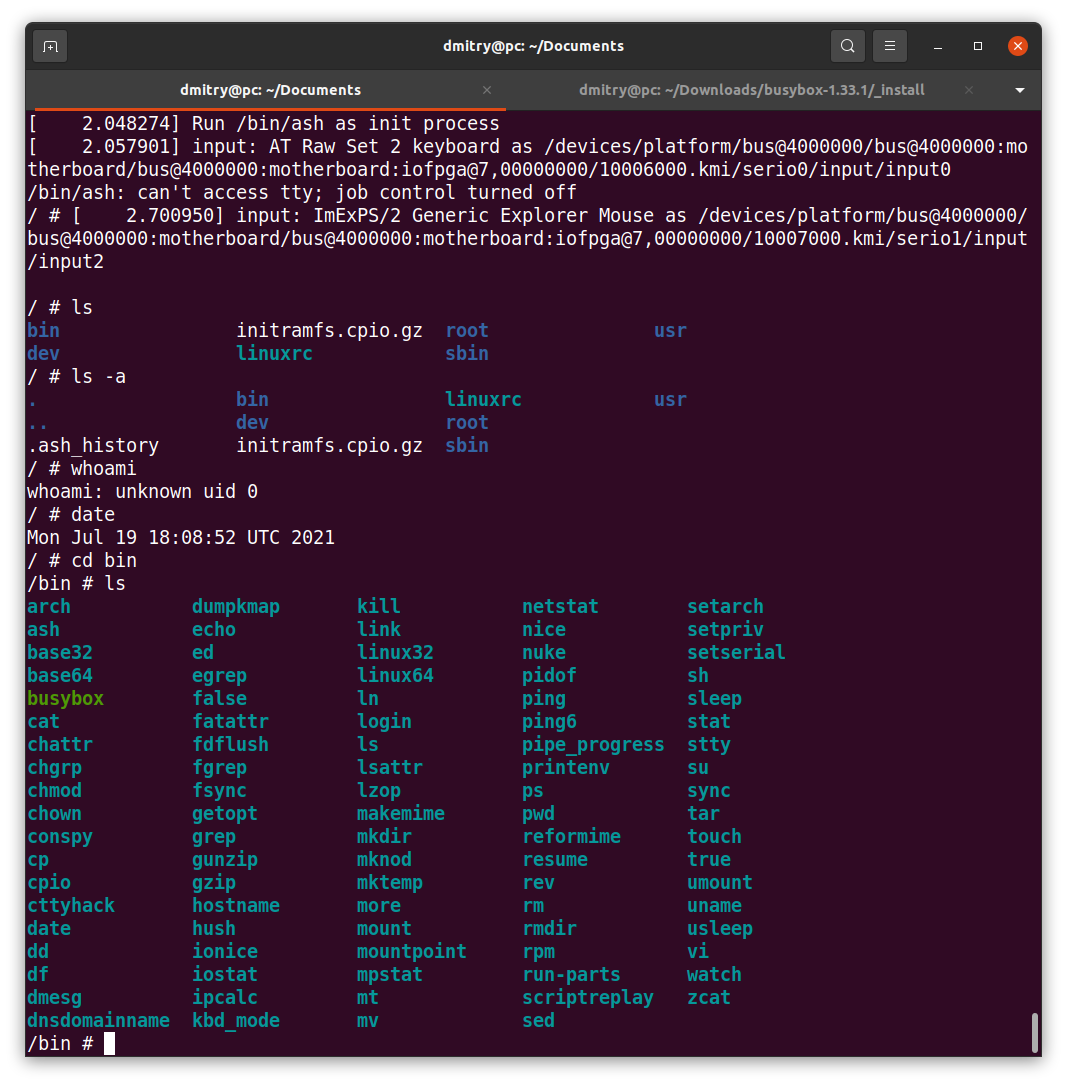 dmitry@pc: ~/Documents
dmitry@pc: ~/Documents
dmitry@pc: ~/Downloads/busybox-1.33.1/_install
[    2.048274] Run /bin/ash as init process
[    2.057901] input: AT Raw Set 2 keyboard as /devices/platform/bus@4000000/bus@4000000:mo
therboard/bus@4000000:motherboard:iofpga@7,00000000/10006000.kmi/serio0/input/input0
/bin/ash: can't access tty; job control turned off
/ # [    2.700950] input: ImExPS/2 Generic Explorer Mouse as /devices/platform/bus@4000000/
bus@4000000:motherboard/bus@4000000:motherboard:iofpga@7,00000000/10007000.kmi/serio1/input
/input2
/ # ls
bin                initramfs.cpio.gz  root               usr
dev                linuxrc            sbin
/ # ls -a
.                  bin                linuxrc            usr
..                 dev                root
.ash_history       initramfs.cpio.gz  sbin
/ # whoami
whoami: unknown uid 0
/ # date
Mon Jul 19 18:08:52 UTC 2021
/ # cd bin
/bin # ls
arch           dumpkmap       kill           netstat        setarch
ash            echo           link           nice           setpriv
base32         ed             linux32        nuke           setserial
base64         egrep          linux64        pidof          sh
busybox        false          ln             ping           sleep
cat            fatattr        login          ping6          stat
chattr         fdflush        ls             pipe_progress  stty
chgrp          fgrep          lsattr         printenv       su
chmod          fsync          lzop           ps             sync
chown          getopt         makemime       pwd            tar
conspy         grep           mkdir          reformime      touch
cp             gunzip         mknod          resume         true
cpio           gzip           mktemp         rev            umount
cttyhack       hostname       more           rm             uname
date           hush           mount          rmdir          usleep
dd             ionice         mountpoint     rpm            vi
df             iostat         mpstat         run-parts      watch
dmesg          ipcalc         mt             scriptreplay   zcat
dnsdomainname  kbd_mode       mv             sed
/bin #